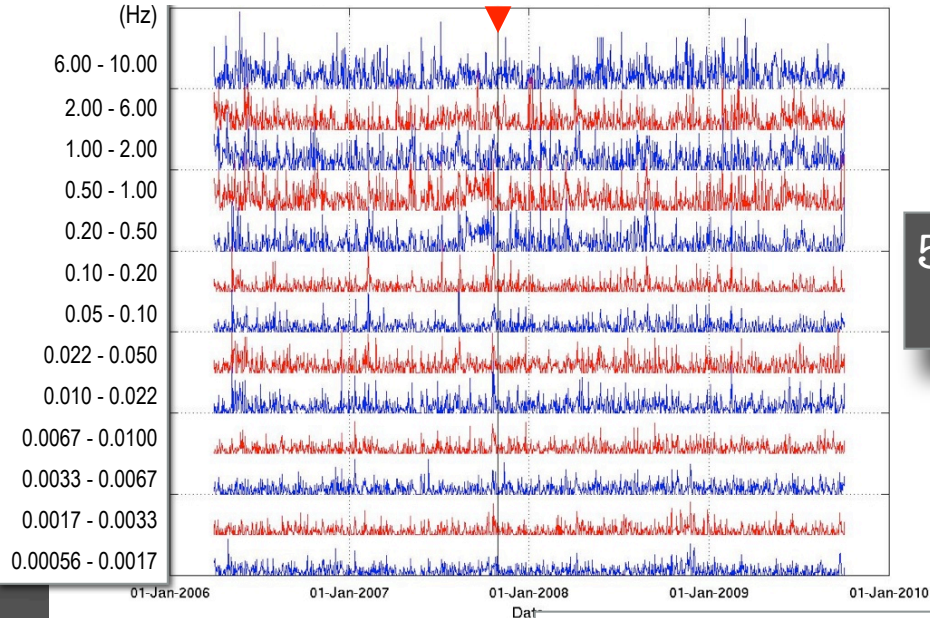 (Hz)
6.00 - 10.00
2.00 - 6.00
1.00 - 2.00
0.50 - 1.00
0.20 - 0.50
0.10 - 0.20
0.05 - 0.10
0.022 - 0.050
0.010 - 0.022
0.0067 - 0.0100
0.0033 - 0.0067
0.0017 - 0.0033
0.00056 - 0.0017
01-Jan-2006 01-Jan-2007 01-Jan-2008 01-Jan-2009 01-Jan-2010
5